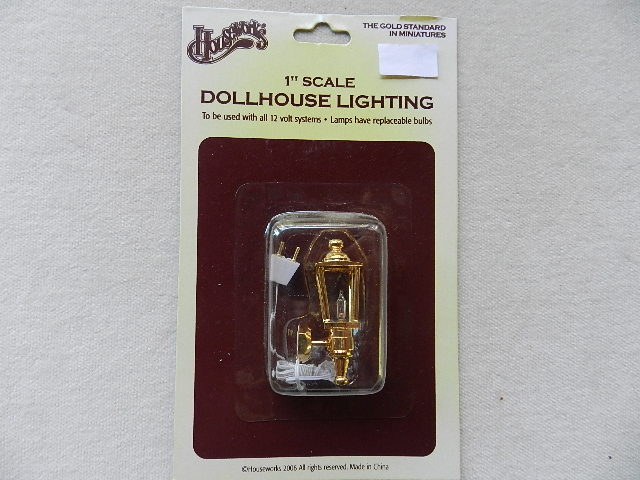 Houseworks
THE GOLD STANDARD
IN MINIATURES
1" SCALE
DOLLHOUSE LIGHTING
To be used with all 12 volt systems • Lamps have replaceable bulbs
©Houseworks 2006 All rights reserved. Made in China